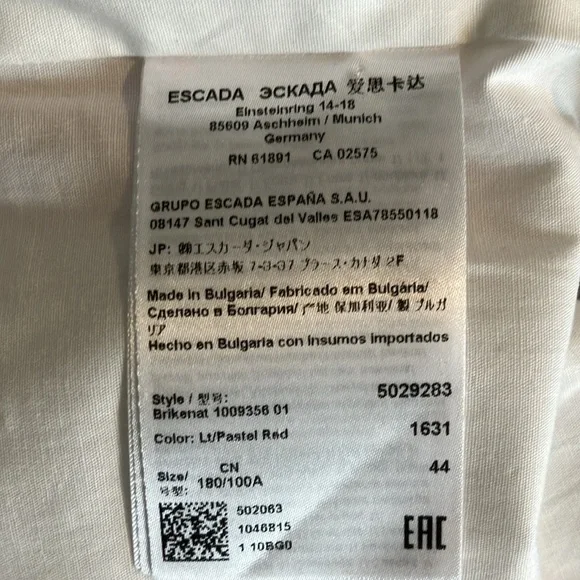 ESCADA ЭСКАДА 爱思卡达
Einsteinring 14-18
85609 Aschheim / Munich
Germany
RN 61891 CA 02575
GRUPO ESCADA ESPAÑA S.A.U.
08147 Sant Cugat del Valles ESA78550118
JP: ㈱エスカーダ・ジャパン
東京都港区赤坂 7-3-37 プラース・カナダ 2F
Made in Bulgaria/ Fabricado em Bulgária/
Сделано в Болгария/ 产地 保加利亚/ 製 ブルガ
リア
Hecho en Bulgaria con insumos importados
Style / 型号: 5029283
Brikenat 1009356 01
Color: Lt/Pastel Red 1631
Size/ CN 44
号型: 180/100A
502063
1046815
1 10BG0
EAC